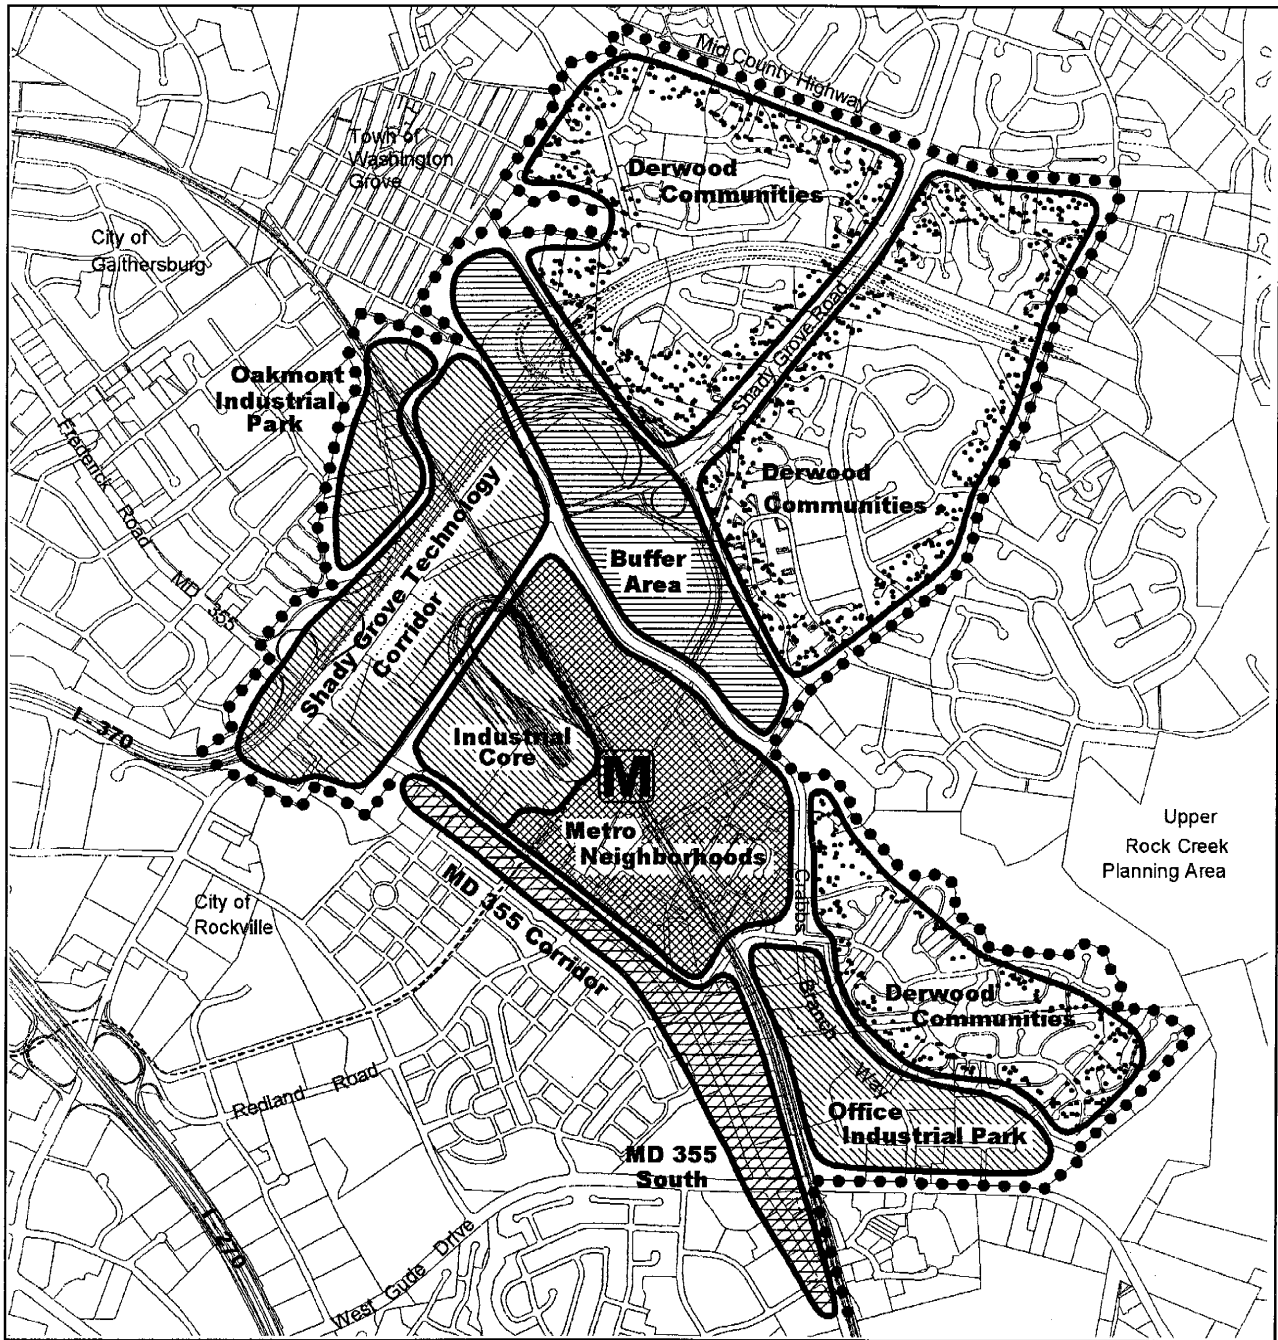 Mid County Highway
Town of
Washington
Grove
Derwood
Communities
City of
Gaithersburg
Shady Grove Road
Oakmont
Industrial
Park
Frederick Road
MD 355
Derwood
Communities
Shady Grove Technology
Corridor
Buffer
Area
I - 370
Industrial
Core
M
Metro
Neighborhoods
Upper
Rock Creek
Planning Area
City of
Rockville
MD 355 Corridor
Crabbs
Branch
Way
Derwood
Communities
Redland Road
Office
Industrial Park
MD 355
South
I - 270
West Gude Drive